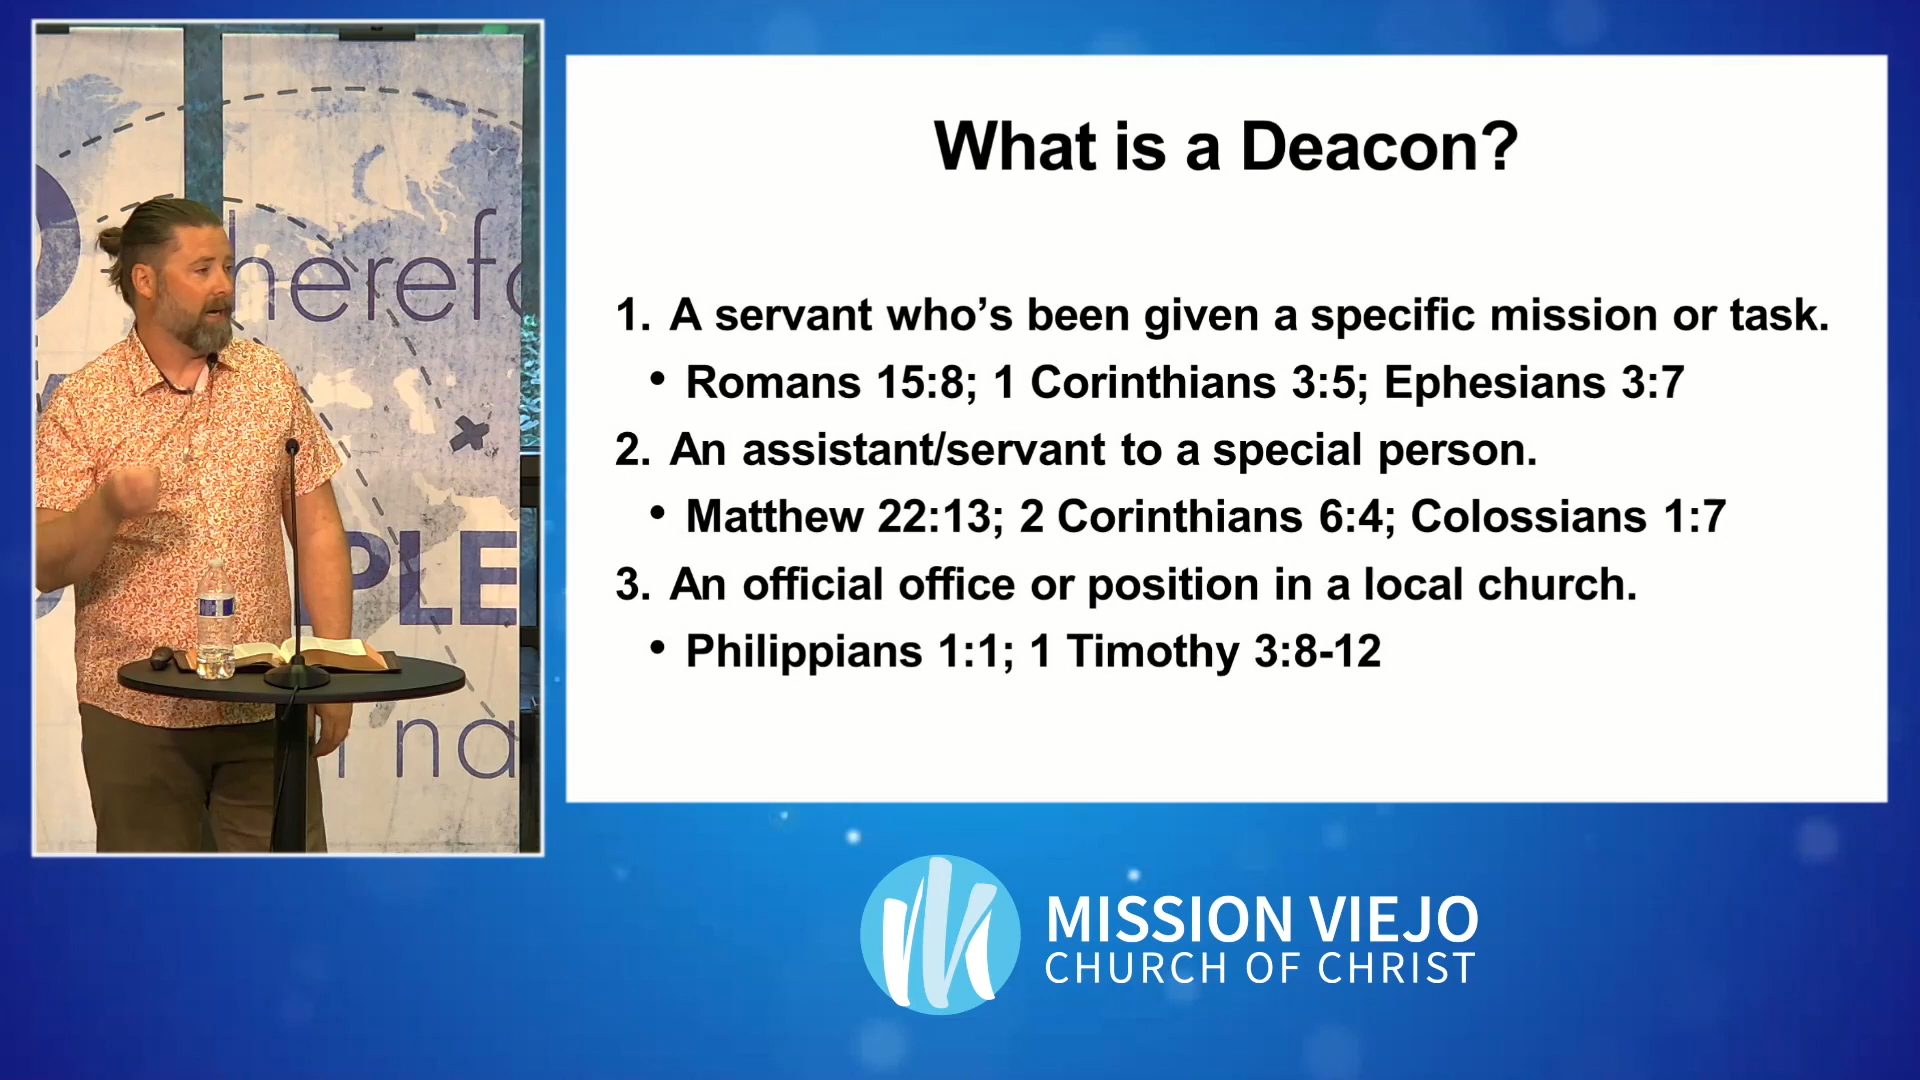 herefo
PLE
n na
What is a Deacon?
1. A servant who’s been given a specific mission or task.
• Romans 15:8; 1 Corinthians 3:5; Ephesians 3:7
2. An assistant/servant to a special person.
• Matthew 22:13; 2 Corinthians 6:4; Colossians 1:7
3. An official office or position in a local church.
• Philippians 1:1; 1 Timothy 3:8-12
MISSION VIEJO
CHURCH OF CHRIST